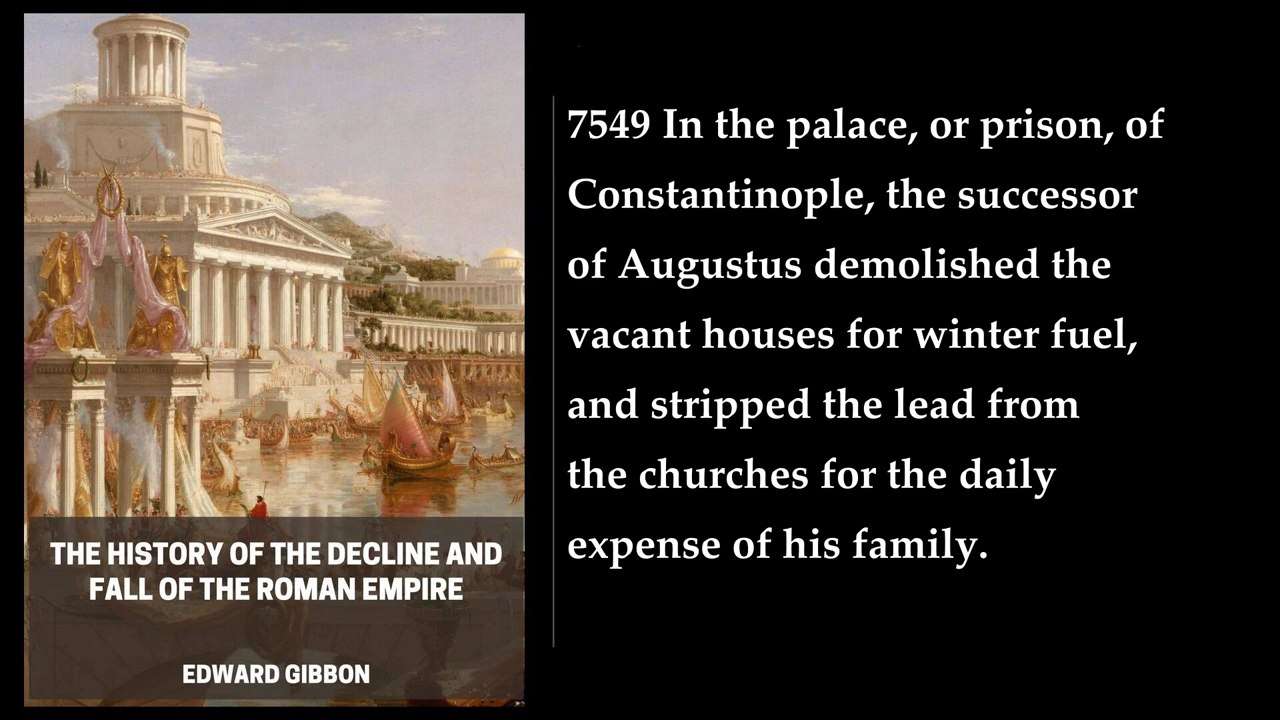 THE HISTORY OF THE DECLINE AND
FALL OF THE ROMAN EMPIRE
EDWARD GIBBON
7549 In the palace, or prison, of
Constantinople, the successor
of Augustus demolished the
vacant houses for winter fuel,
and stripped the lead from
the churches for the daily
expense of his family.